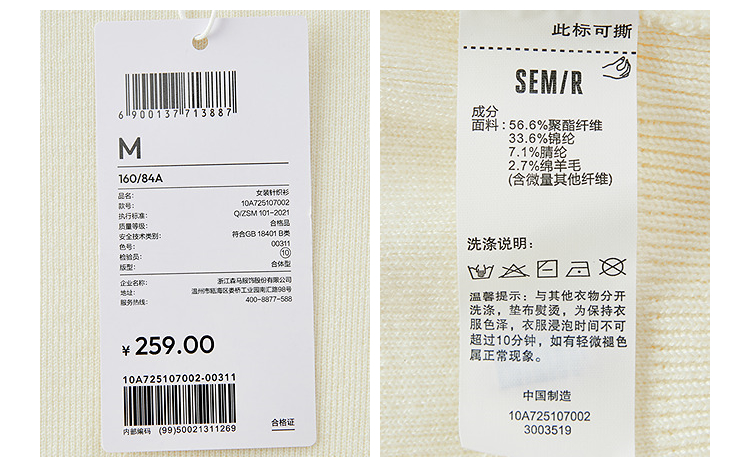 6 900137 713887
M
160/84A
品名: 女装针织衫
款号: 10A725107002
执行标准: Q/ZSM 101-2021
质量等级: 合格品
安全技术类别: 符合GB 18401 B类
色号: 00311
检验员: 10
版型: 合体型
企业名称: 浙江森马服饰股份有限公司
地址: 温州市瓯海区娄桥工业园南汇路98号
服务热线: 400-8877-588
¥ 259.00
10A725107002-00311
内部编码 (99)50021311269
合格证
此标可撕
SEM/R
成分
面料: 56.6%聚酯纤维
33.6%锦纶
7.1%腈纶
2.7%绵羊毛
(含微量其他纤维)
洗涤说明:
温馨提示: 与其他衣物分开
洗涤, 垫布熨烫, 为保持衣
服色泽, 衣服浸泡时间不可
超过10分钟, 如有轻微褪色
属正常现象。
中国制造
10A725107002
3003519